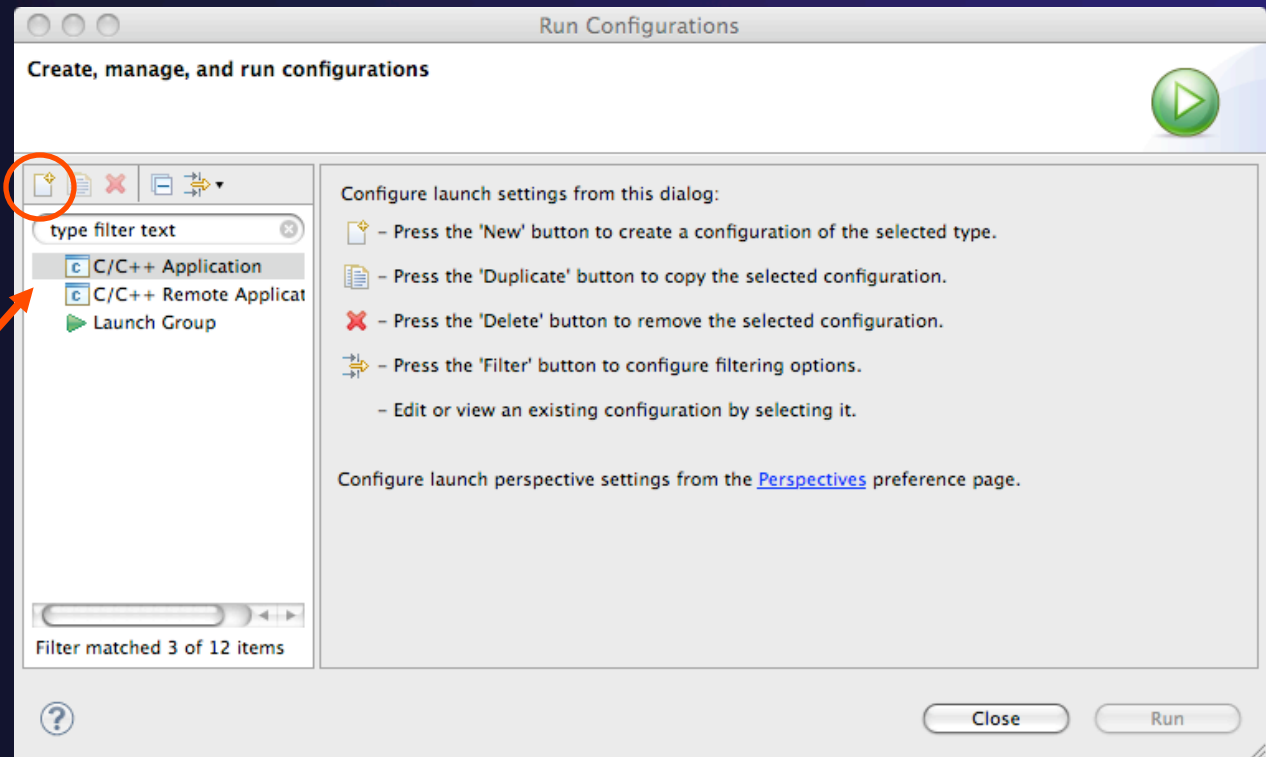 Run Configurations
Create, manage, and run configurations
type filter text
C/C++ Application
C/C++ Remote Applicat
Launch Group
Filter matched 3 of 12 items
Configure launch settings from this dialog:
– Press the 'New' button to create a configuration of the selected type.
– Press the 'Duplicate' button to copy the selected configuration.
– Press the 'Delete' button to remove the selected configuration.
– Press the 'Filter' button to configure filtering options.
– Edit or view an existing configuration by selecting it.
Configure launch perspective settings from the Perspectives preference page.
Close
Run